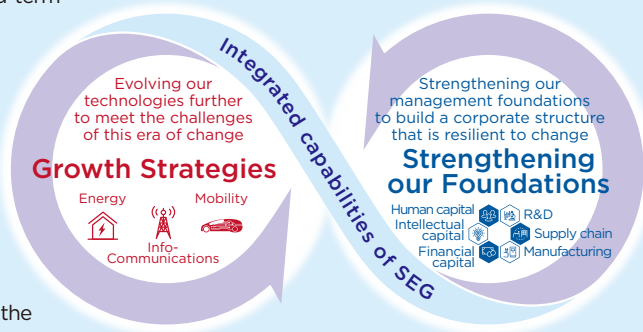 term
Integrated capabilities of SEG
Evolving our
technologies further
to meet the challenges
of this era of change
Growth Strategies
Energy
Mobility
Info-
Communications
Strengthening our
management foundations
to build a corporate structure
that is resilient to change
Strengthening
our Foundations
Human capital
R&D
Intellectual
capital
Supply chain
Financial
capital
Manufacturing
the